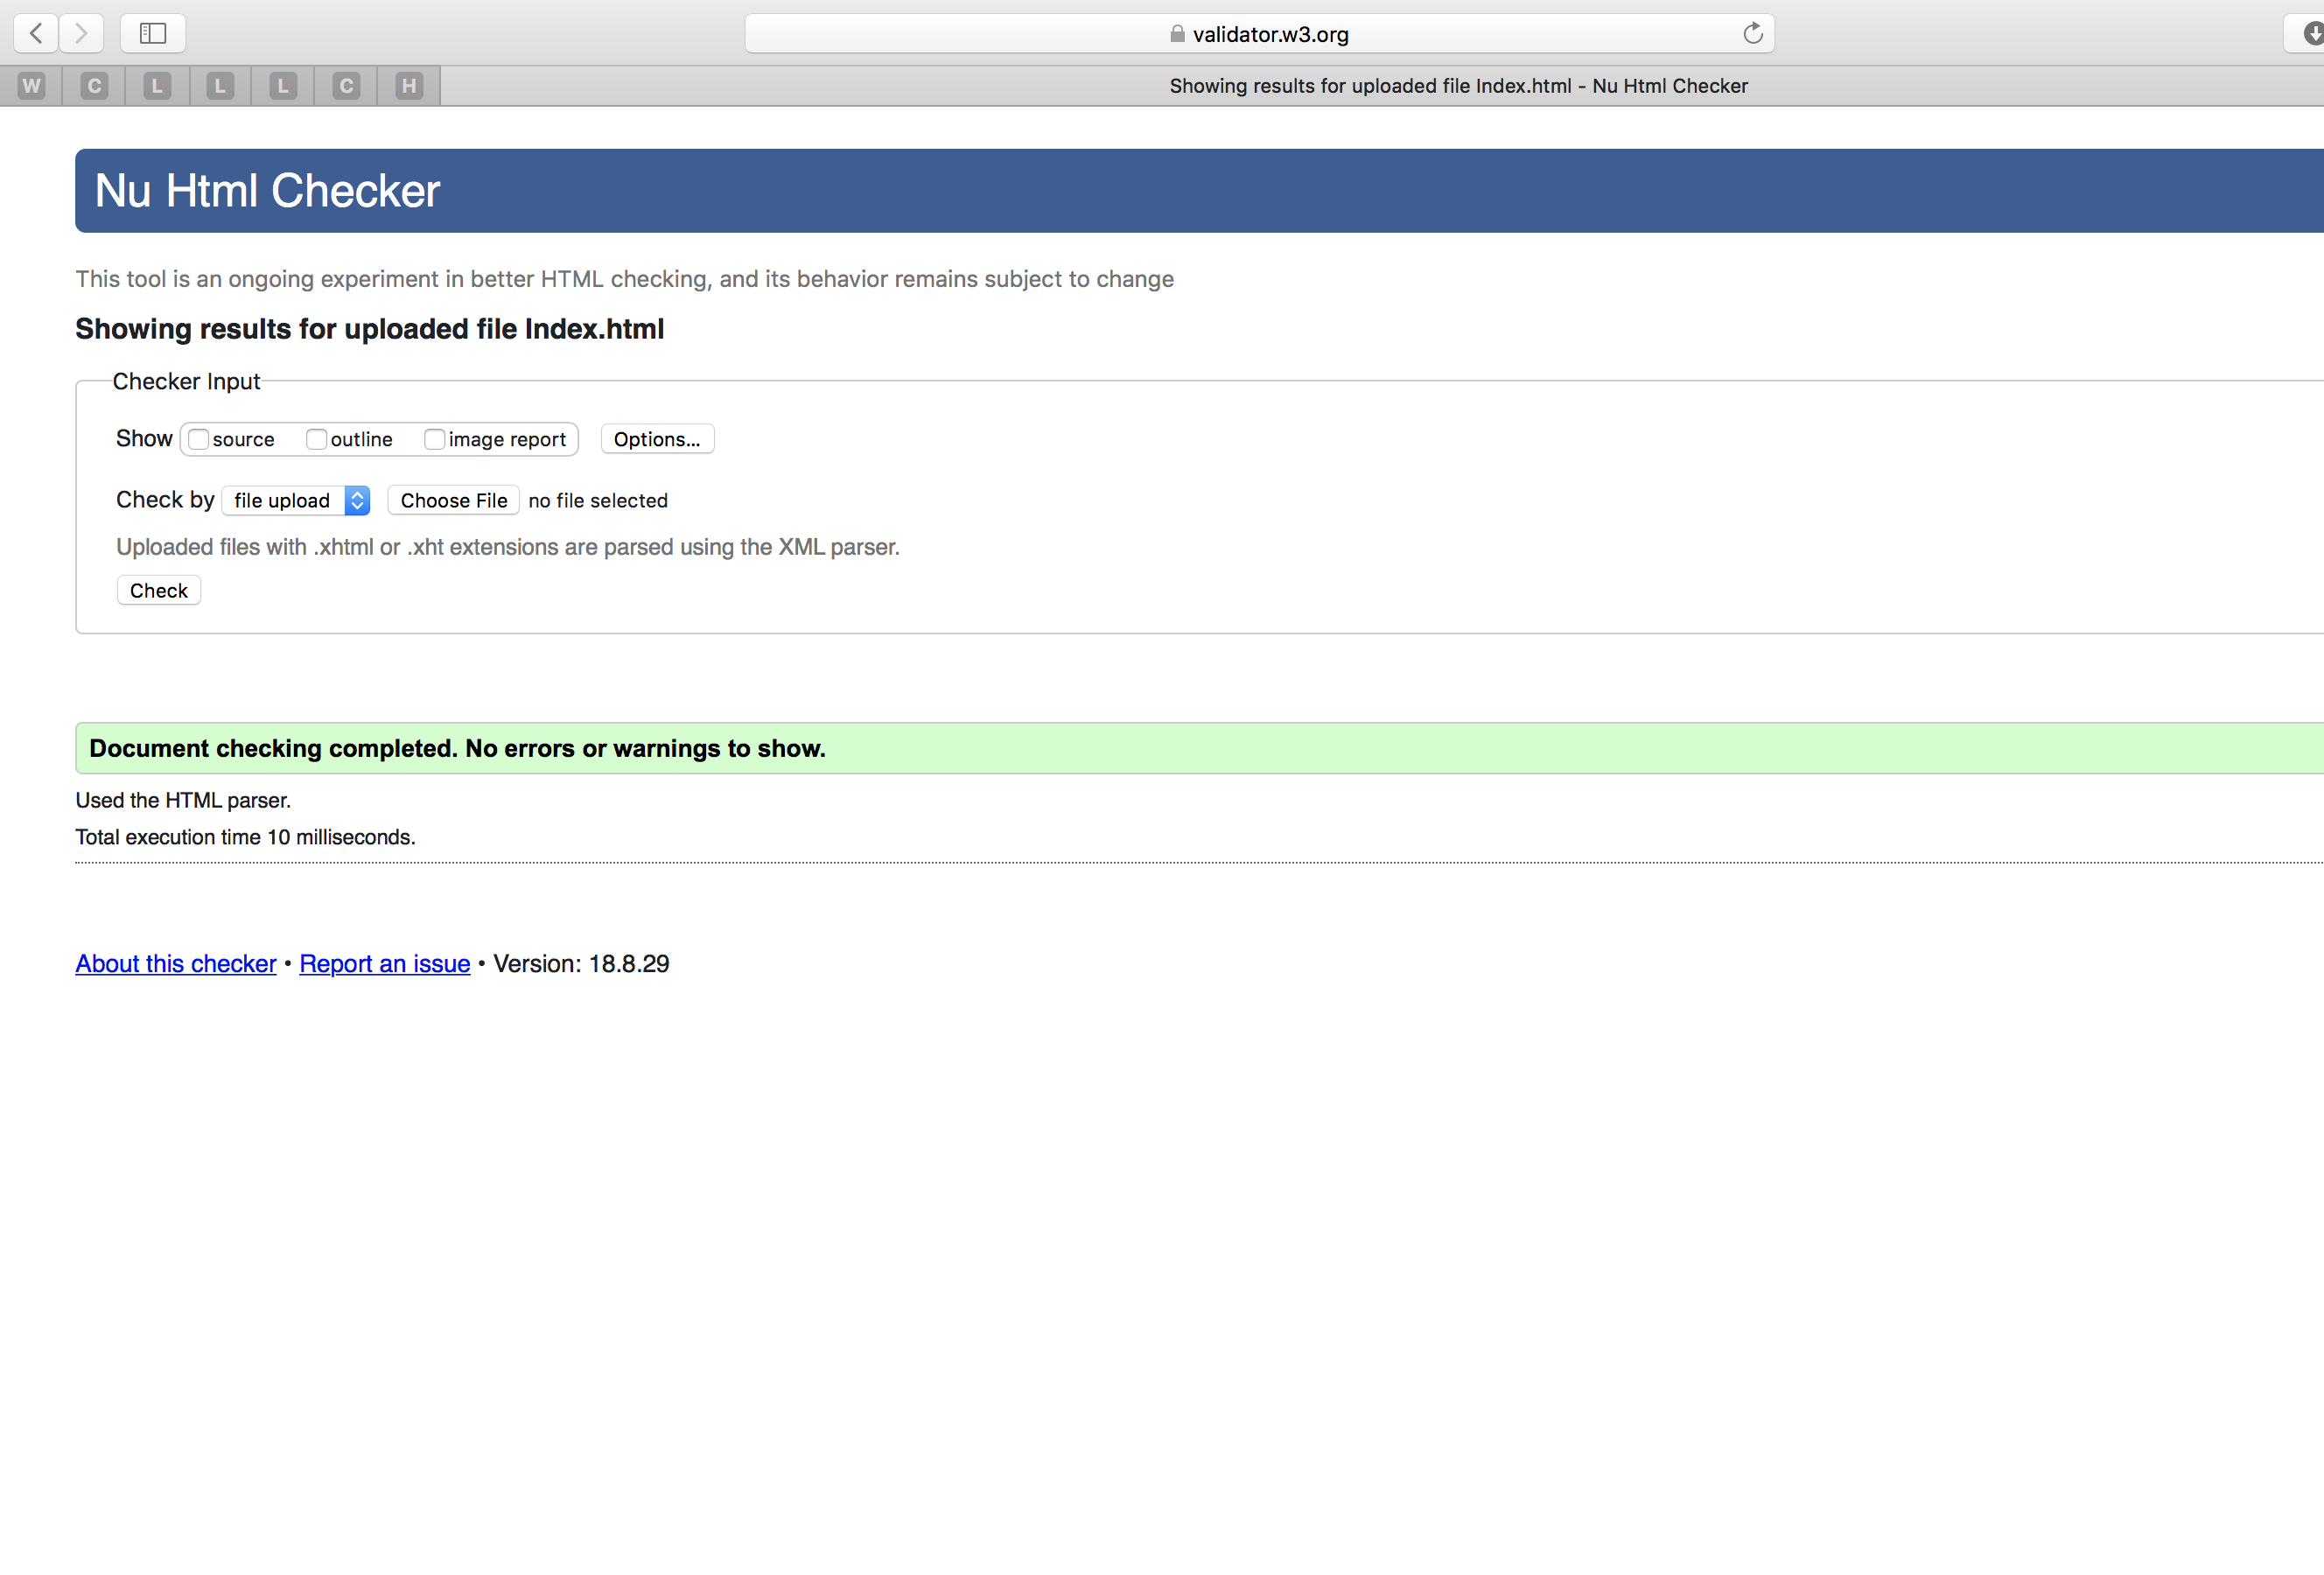 validator.w3.org
W C L L L C H Showing results for uploaded file Index.html - Nu Html Checker
Nu Html Checker
This tool is an ongoing experiment in better HTML checking, and its behavior remains subject to change
Showing results for uploaded file Index.html
Checker Input
Show source outline image report Options...
Check by file upload Choose File no file selected
Uploaded files with .xhtml or .xht extensions are parsed using the XML parser.
Check
Document checking completed. No errors or warnings to show.
Used the HTML parser.
Total execution time 10 milliseconds.
About this checker • Report an issue • Version: 18.8.29